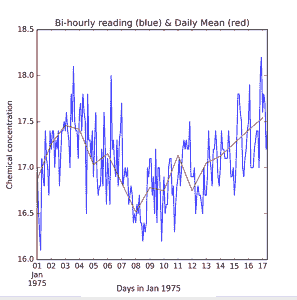 Bi-hourly reading (blue) & Daily Mean (red)
18.5
18.0
17.5
17.0
16.5
16.0
Chemical concentration
01 02 03 04 05 06 07 08 09 10 11 12 13 14 15 16 17
Jan
1975
Days in Jan 1975